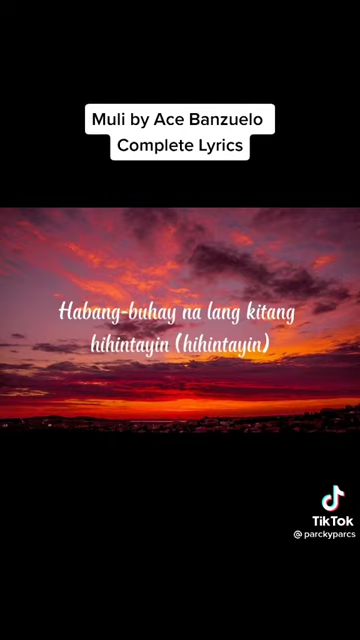 Muli by Ace Banzuelo
Complete Lyrics
Habang-buhay na lang kitang
hihintayin (hihintayin)
TikTok
@parckyparcs